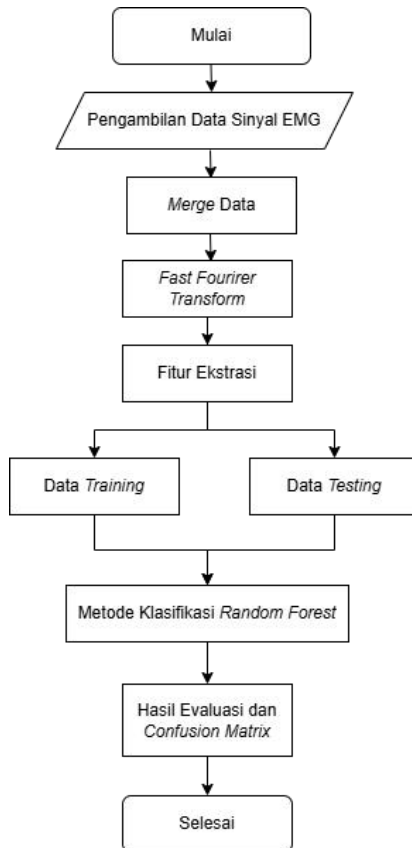 Mulai
Pengambilan Data Sinyal EMG
Merge Data
Fast Fourirer
Transform
Fitur Ekstrasi
Data Training
Data Testing
Metode Klasifikasi Random Forest
Hasil Evaluasi dan
Confusion Matrix
Selesai